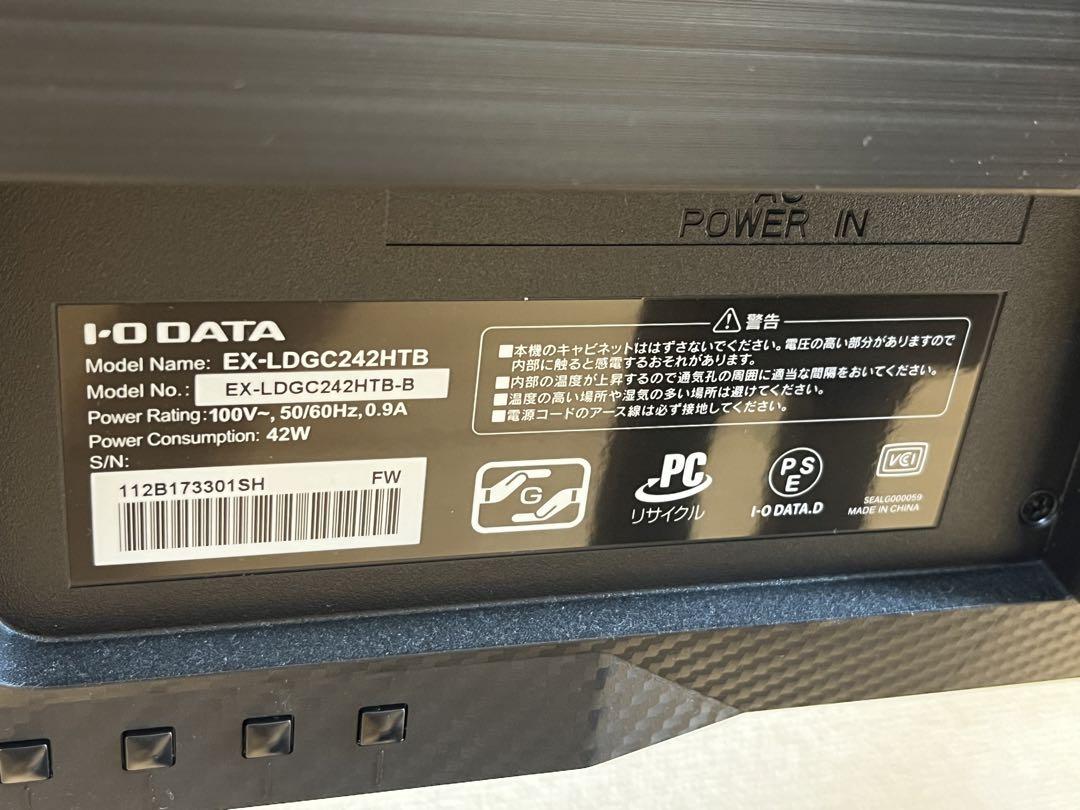 POWER IN
I-O DATA
Model Name: EX-LDGC242HTB
Model No.: EX-LDGC242HTB-B
Power Rating: 100V~, 50/60Hz, 0.9A
Power Consumption: 42W
S/N:
112B173301SH FW
警告
■本機のキャビネットははずさないでください。電圧の高い部分がありますので
内部に触ると感電するおそれがあります。
■内部の温度が上昇するので通気孔の周囲に適当な間隔をおいてください。
■温度の高い場所や湿気の多い場所は避けてください。
■電源コードのアース線は必ず接地してください。
G
PC
リサイクル
PSE
I-O DATA.D
VCCI
SEALG000059
MADE IN CHINA